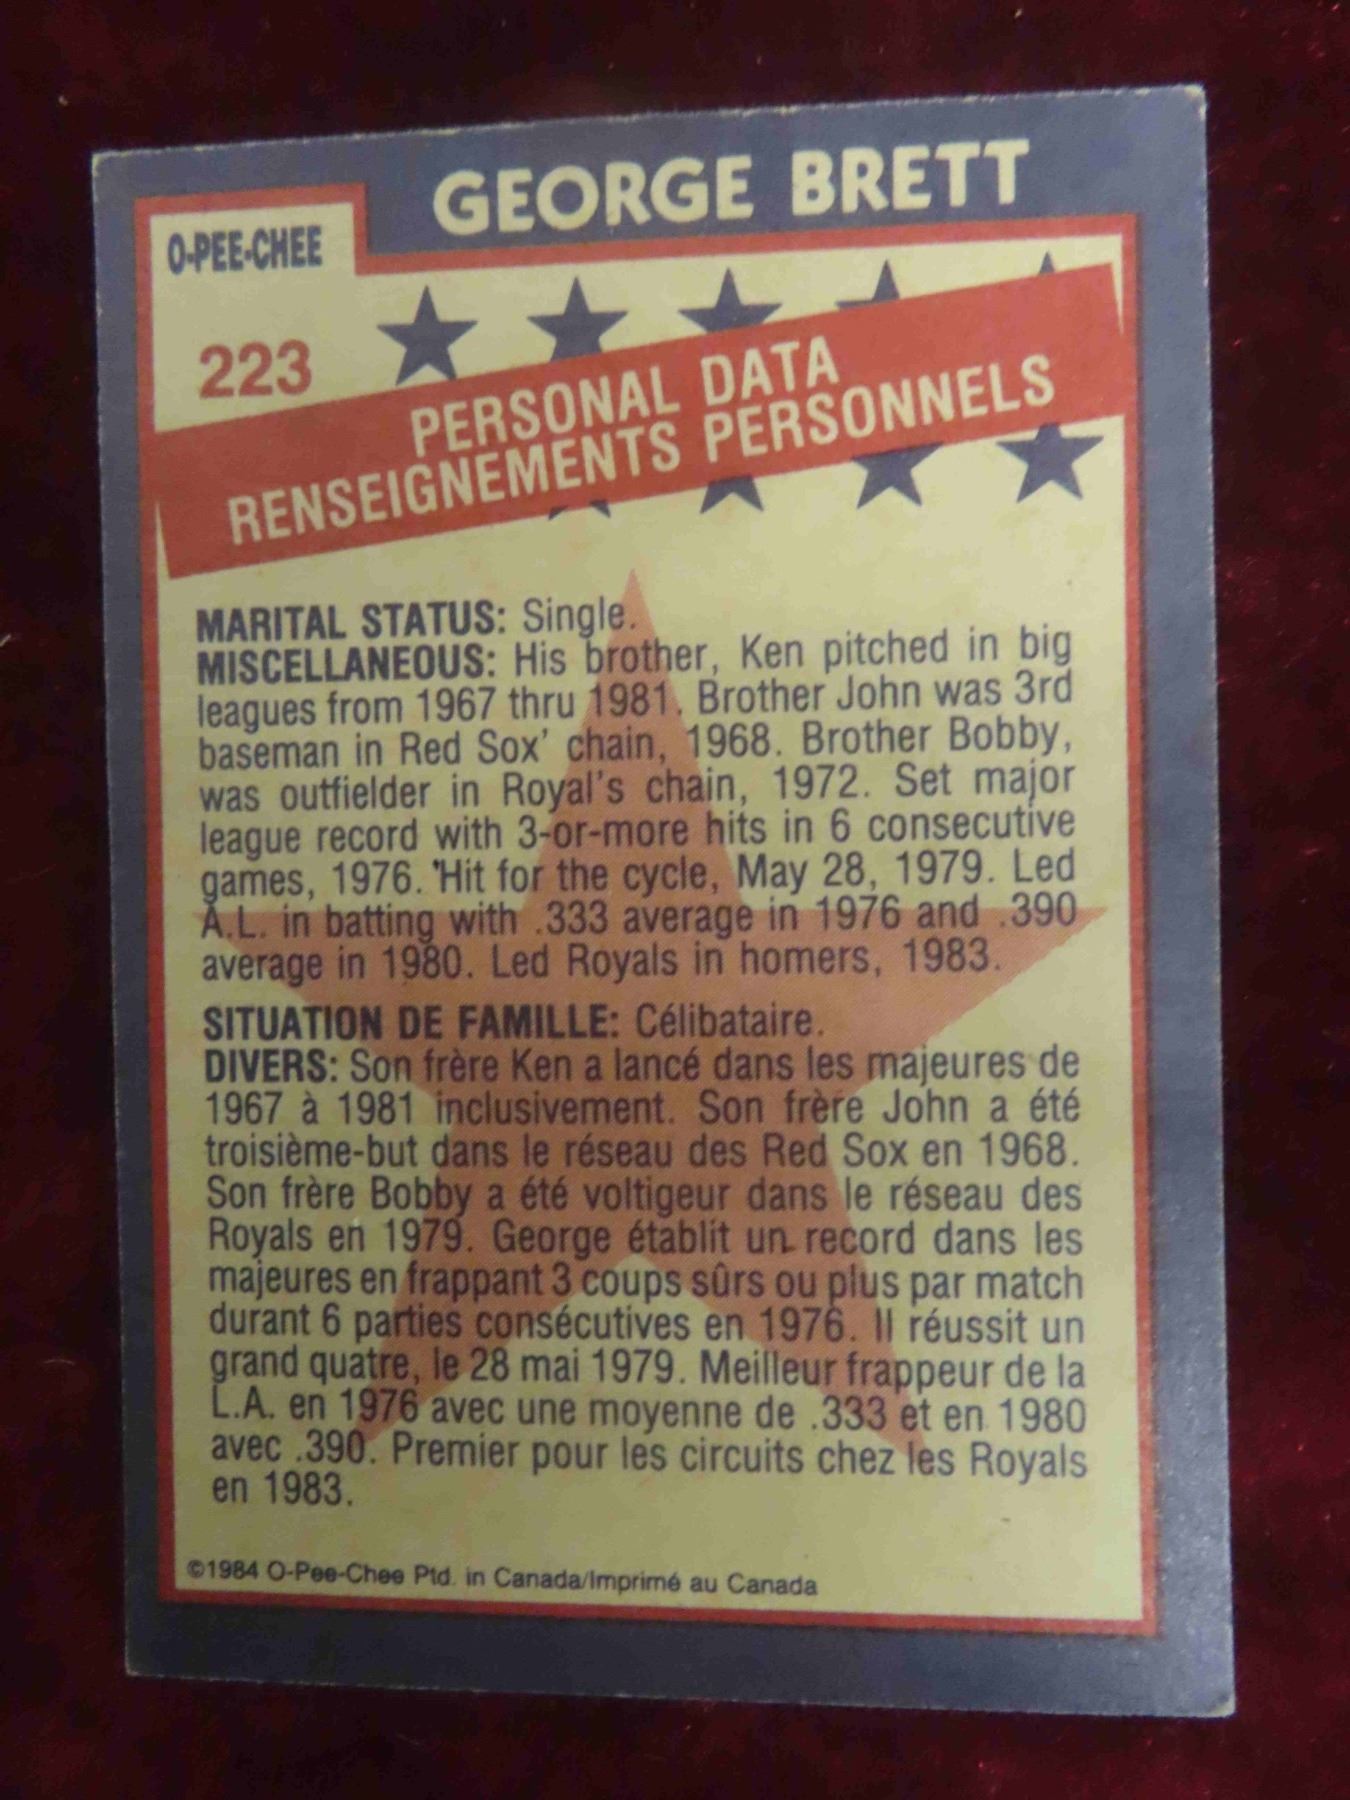 GEORGE BRETT
O-PEE-CHEE
223
PERSONAL DATA
RENSEIGNEMENTS PERSONNELS
MARITAL STATUS: Single.
MISCELLANEOUS: His brother, Ken pitched in big
leagues from 1967 thru 1981. Brother John was 3rd
baseman in Red Sox' chain, 1968. Brother Bobby,
was outfielder in Royal's chain, 1972. Set major
league record with 3-or-more hits in 6 consecutive
games, 1976. 'Hit for the cycle, May 28, 1979. Led
A.L. in batting with .333 average in 1976 and .390
average in 1980. Led Royals in homers, 1983.
SITUATION DE FAMILLE: Célibataire.
DIVERS: Son frère Ken a lancé dans les majeures de
1967 à 1981 inclusivement. Son frère John a été
troisième-but dans le réseau des Red Sox en 1968.
Son frère Bobby a été voltigeur dans le réseau des
Royals en 1979. George établit un record dans les
majeures en frappant 3 coups sûrs ou plus par match
durant 6 parties consécutives en 1976. Il réussit un
grand quatre, le 28 mai 1979. Meilleur frappeur de la
L.A. en 1976 avec une moyenne de .333 et en 1980
avec .390. Premier pour les circuits chez les Royals
en 1983.
©1984 O-Pee-Chee Ptd. in Canada/Imprimé au Canada